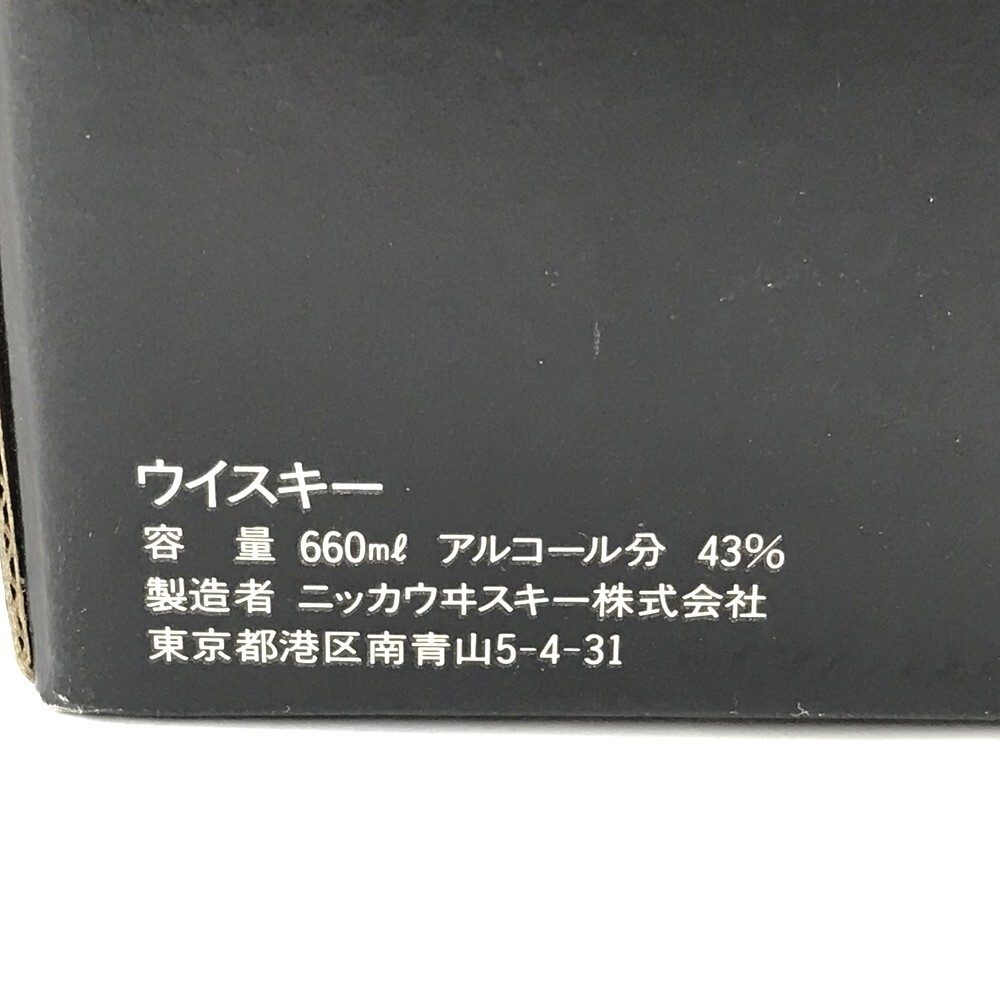 ウイスキー
容　量 660mℓ アルコール分 43%
製造者 ニッカウヰスキー株式会社
東京都港区南青山5-4-31